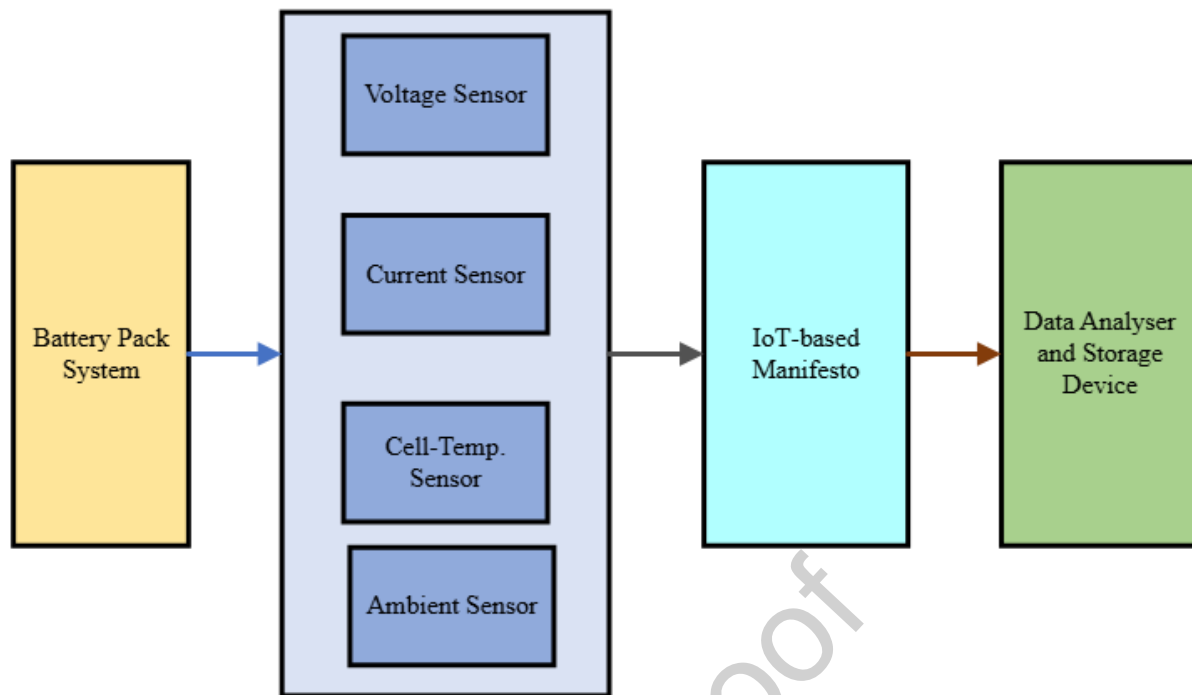 Voltage Sensor
Current Sensor
Battery Pack
System
IoT-based
Manifesto
Data Analyser
and Storage
Device
Cell-Temp.
Sensor
Ambient Sensor
oof